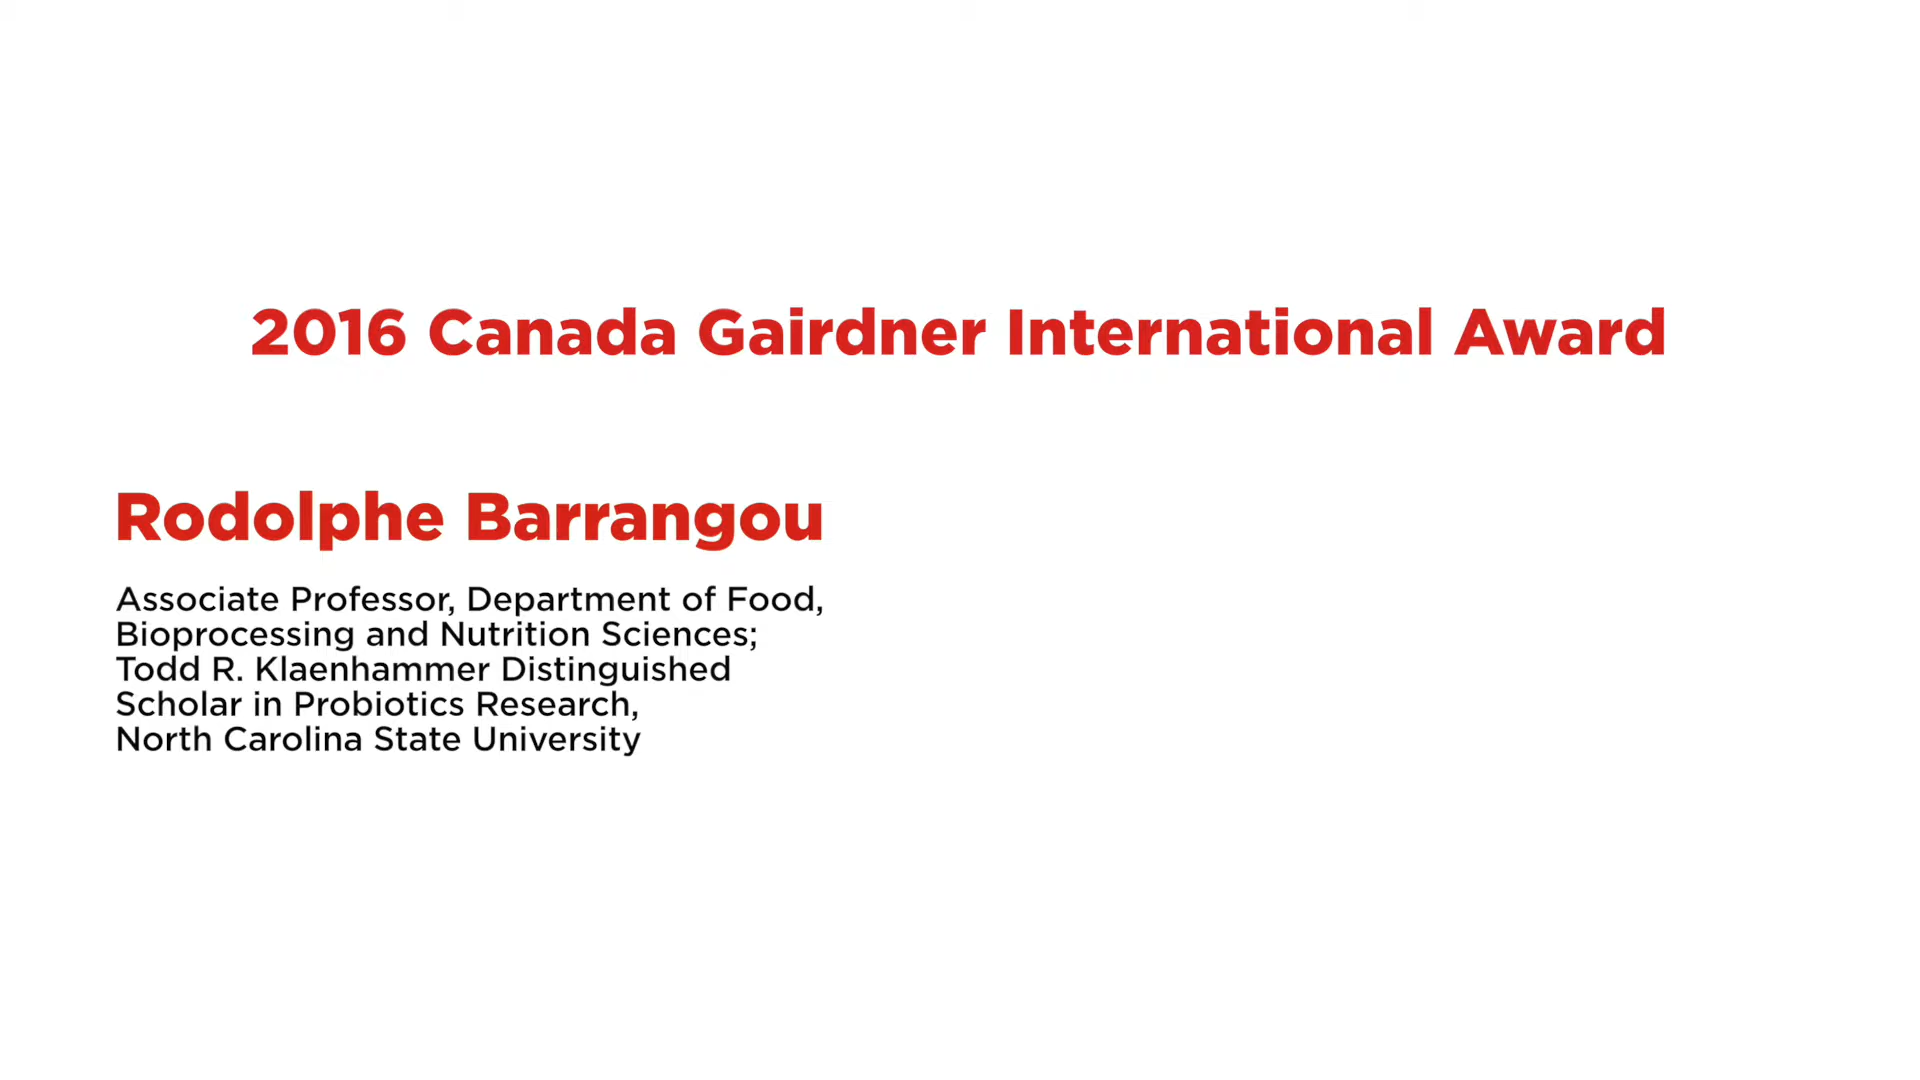 2016 Canada Gairdner International Award
Rodolphe Barrangou
Associate Professor, Department of Food,
Bioprocessing and Nutrition Sciences;
Todd R. Klaenhammer Distinguished
Scholar in Probiotics Research,
North Carolina State University